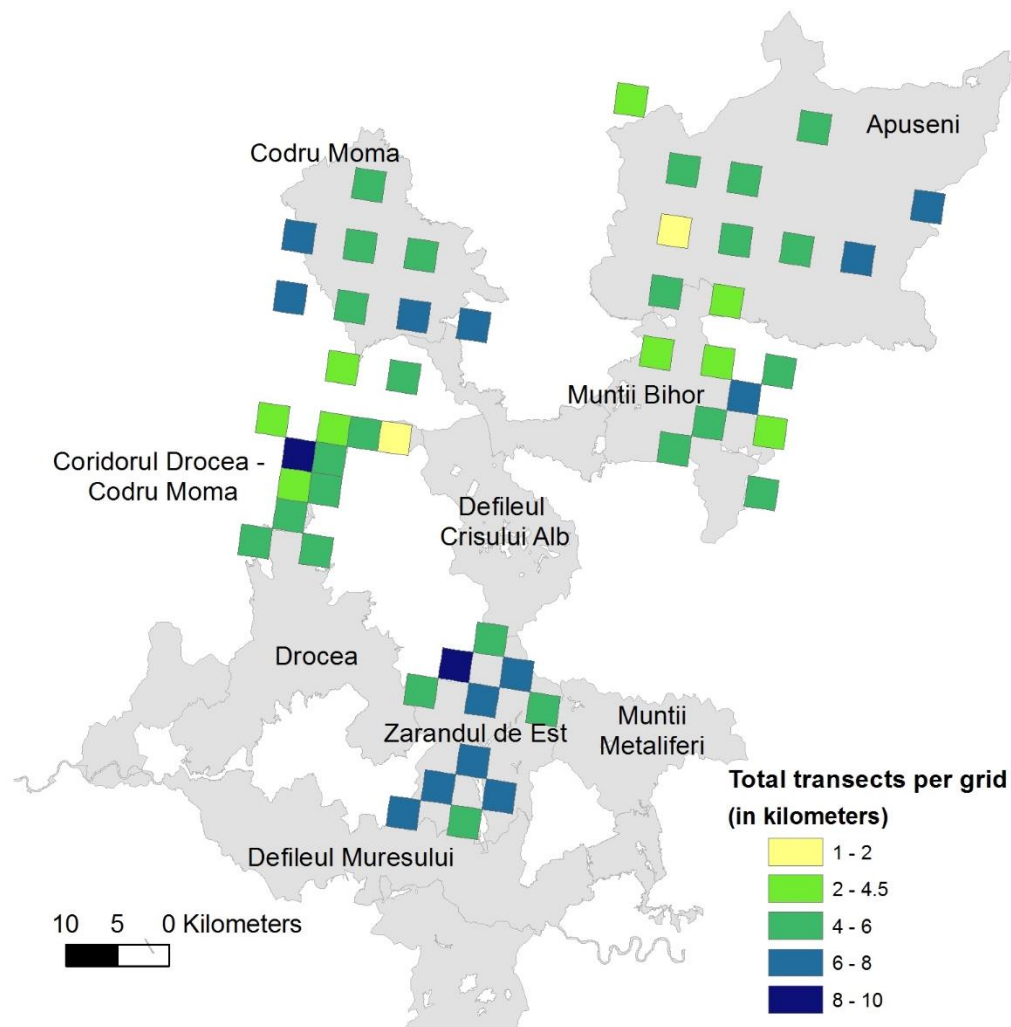 Apuseni
Codru Moma
Muntii Bihor
Coridorul Drocea -
Codru Moma
Defileul
Crisului Alb
Drocea
Zarandul de Est
Muntii
Metaliferi
Defileul Muresului
Total transects per grid
(in kilometers)
1 - 2
2 - 4.5
4 - 6
6 - 8
8 - 10
10 5 0 Kilometers